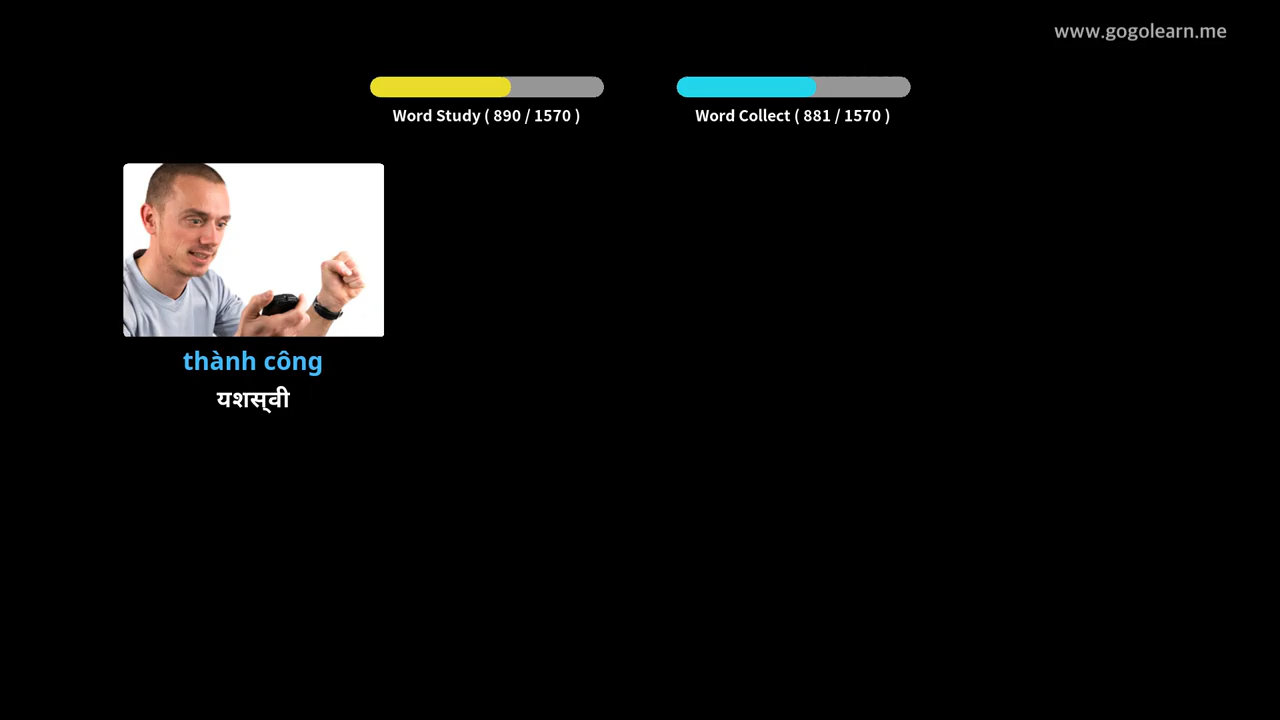 www.gogolearn.me
Word Study ( 890 / 1570 )
Word Collect ( 881 / 1570 )
thành công
यशस्वी